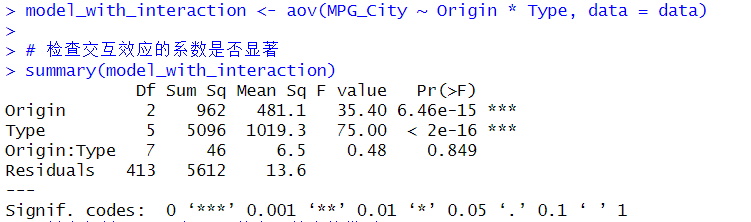 > model_with_interaction <- aov(MPG_City ~ Origin * Type, data = data)
>
> # 检查交互效应的系数是否显著
> summary(model_with_interaction)
Df Sum Sq Mean Sq F value Pr(>F)
Origin 2 962 481.1 35.40 6.46e-15 ***
Type 5 5096 1019.3 75.00 < 2e-16 ***
Origin:Type 7 46 6.5 0.48 0.849
Residuals 413 5612 13.6
---
Signif. codes: 0 ‘***’ 0.001 ‘**’ 0.01 ‘*’ 0.05 ‘.’ 0.1 ‘ ’ 1